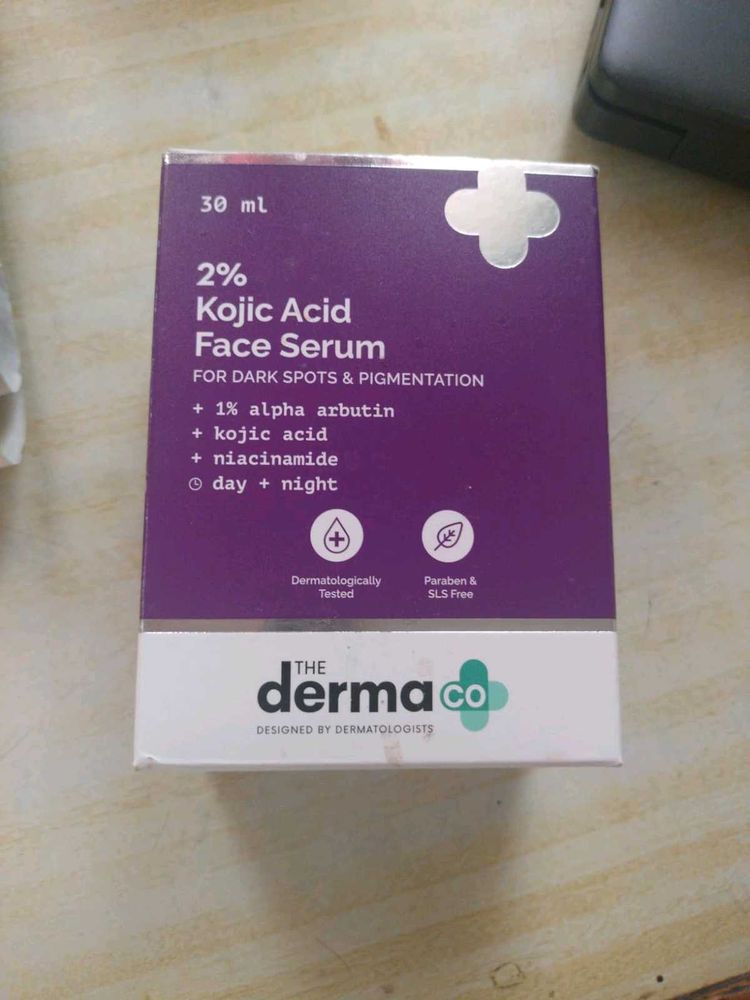 30 ml
2%
Kojic Acid
Face Serum
FOR DARK SPOTS & PIGMENTATION
+ 1% alpha arbutin
+ kojic acid
+ niacinamide
day + night
Dermatologically
Tested
Paraben &
SLS Free
THE
derma co
DESIGNED BY DERMATOLOGISTS